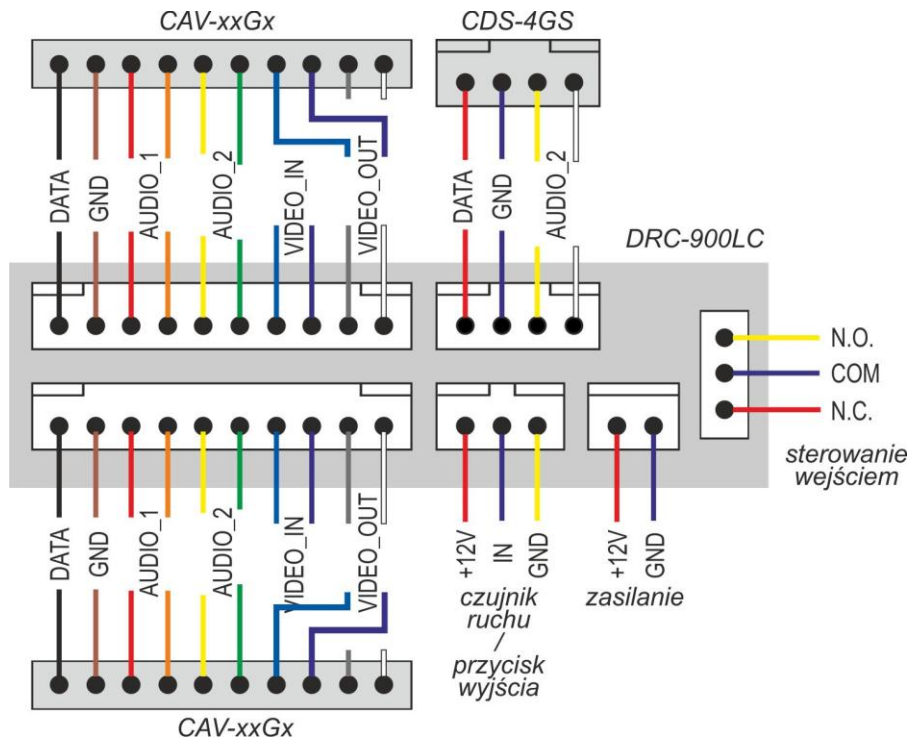 CAV-xxGx
CDS-4GS
DATA
GND
AUDIO_1
AUDIO_2
VIDEO_IN
VIDEO_OUT
DATA
GND
AUDIO_2
DRC-900LC
N.O.
COM
N.C.
sterowanie
wejściem
DATA
GND
AUDIO_1
AUDIO_2
VIDEO_IN
VIDEO_OUT
+12V
IN
GND
czujnik
ruchu
/
przycisk
wyjścia
+12V
GND
zasilanie
CAV-xxGx